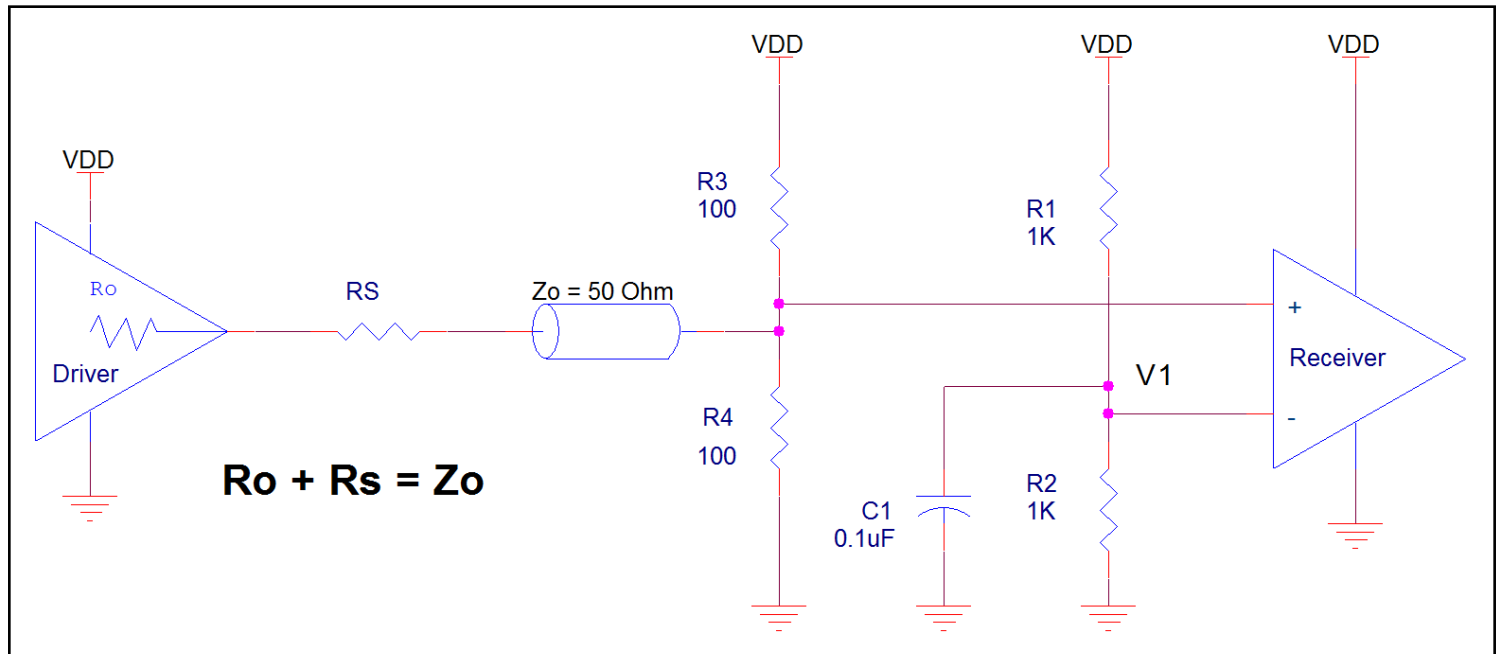 VDD
VDD
VDD
VDD
R3
100
R1
1K
Ro
RS
Zo = 50 Ohm
+
Driver
Receiver
V1
-
R4
100
Ro + Rs = Zo
R2
1K
C1
0.1uF